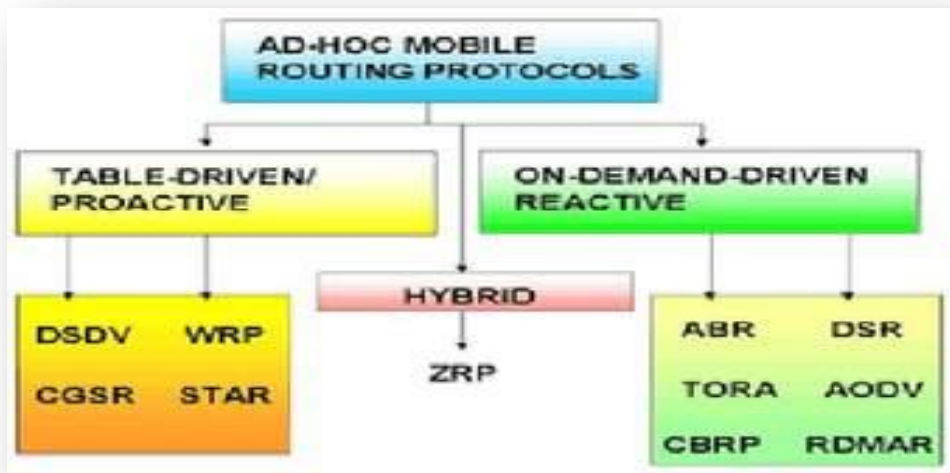 AD-HOC MOBILE
ROUTING PROTOCOLS
TABLE-DRIVEN/
PROACTIVE
ON-DEMAND-DRIVEN
REACTIVE
HYBRID
DSDV WRP
CGSR STAR
ZRP
ABR DSR
TORA AODV
CBRP RDMAR